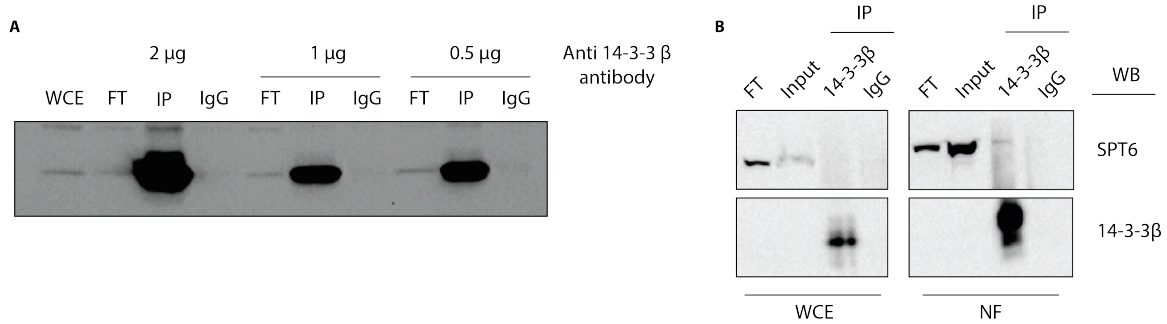 A
2 µg 1 µg 0.5 µg Anti 14-3-3 β
antibody
WCE FT IP IgG FT IP IgG FT IP IgG
B
IP IP
FT Input 14-3-3β IgG FT Input 14-3-3β IgG WB
SPT6
14-3-3β
WCE NF